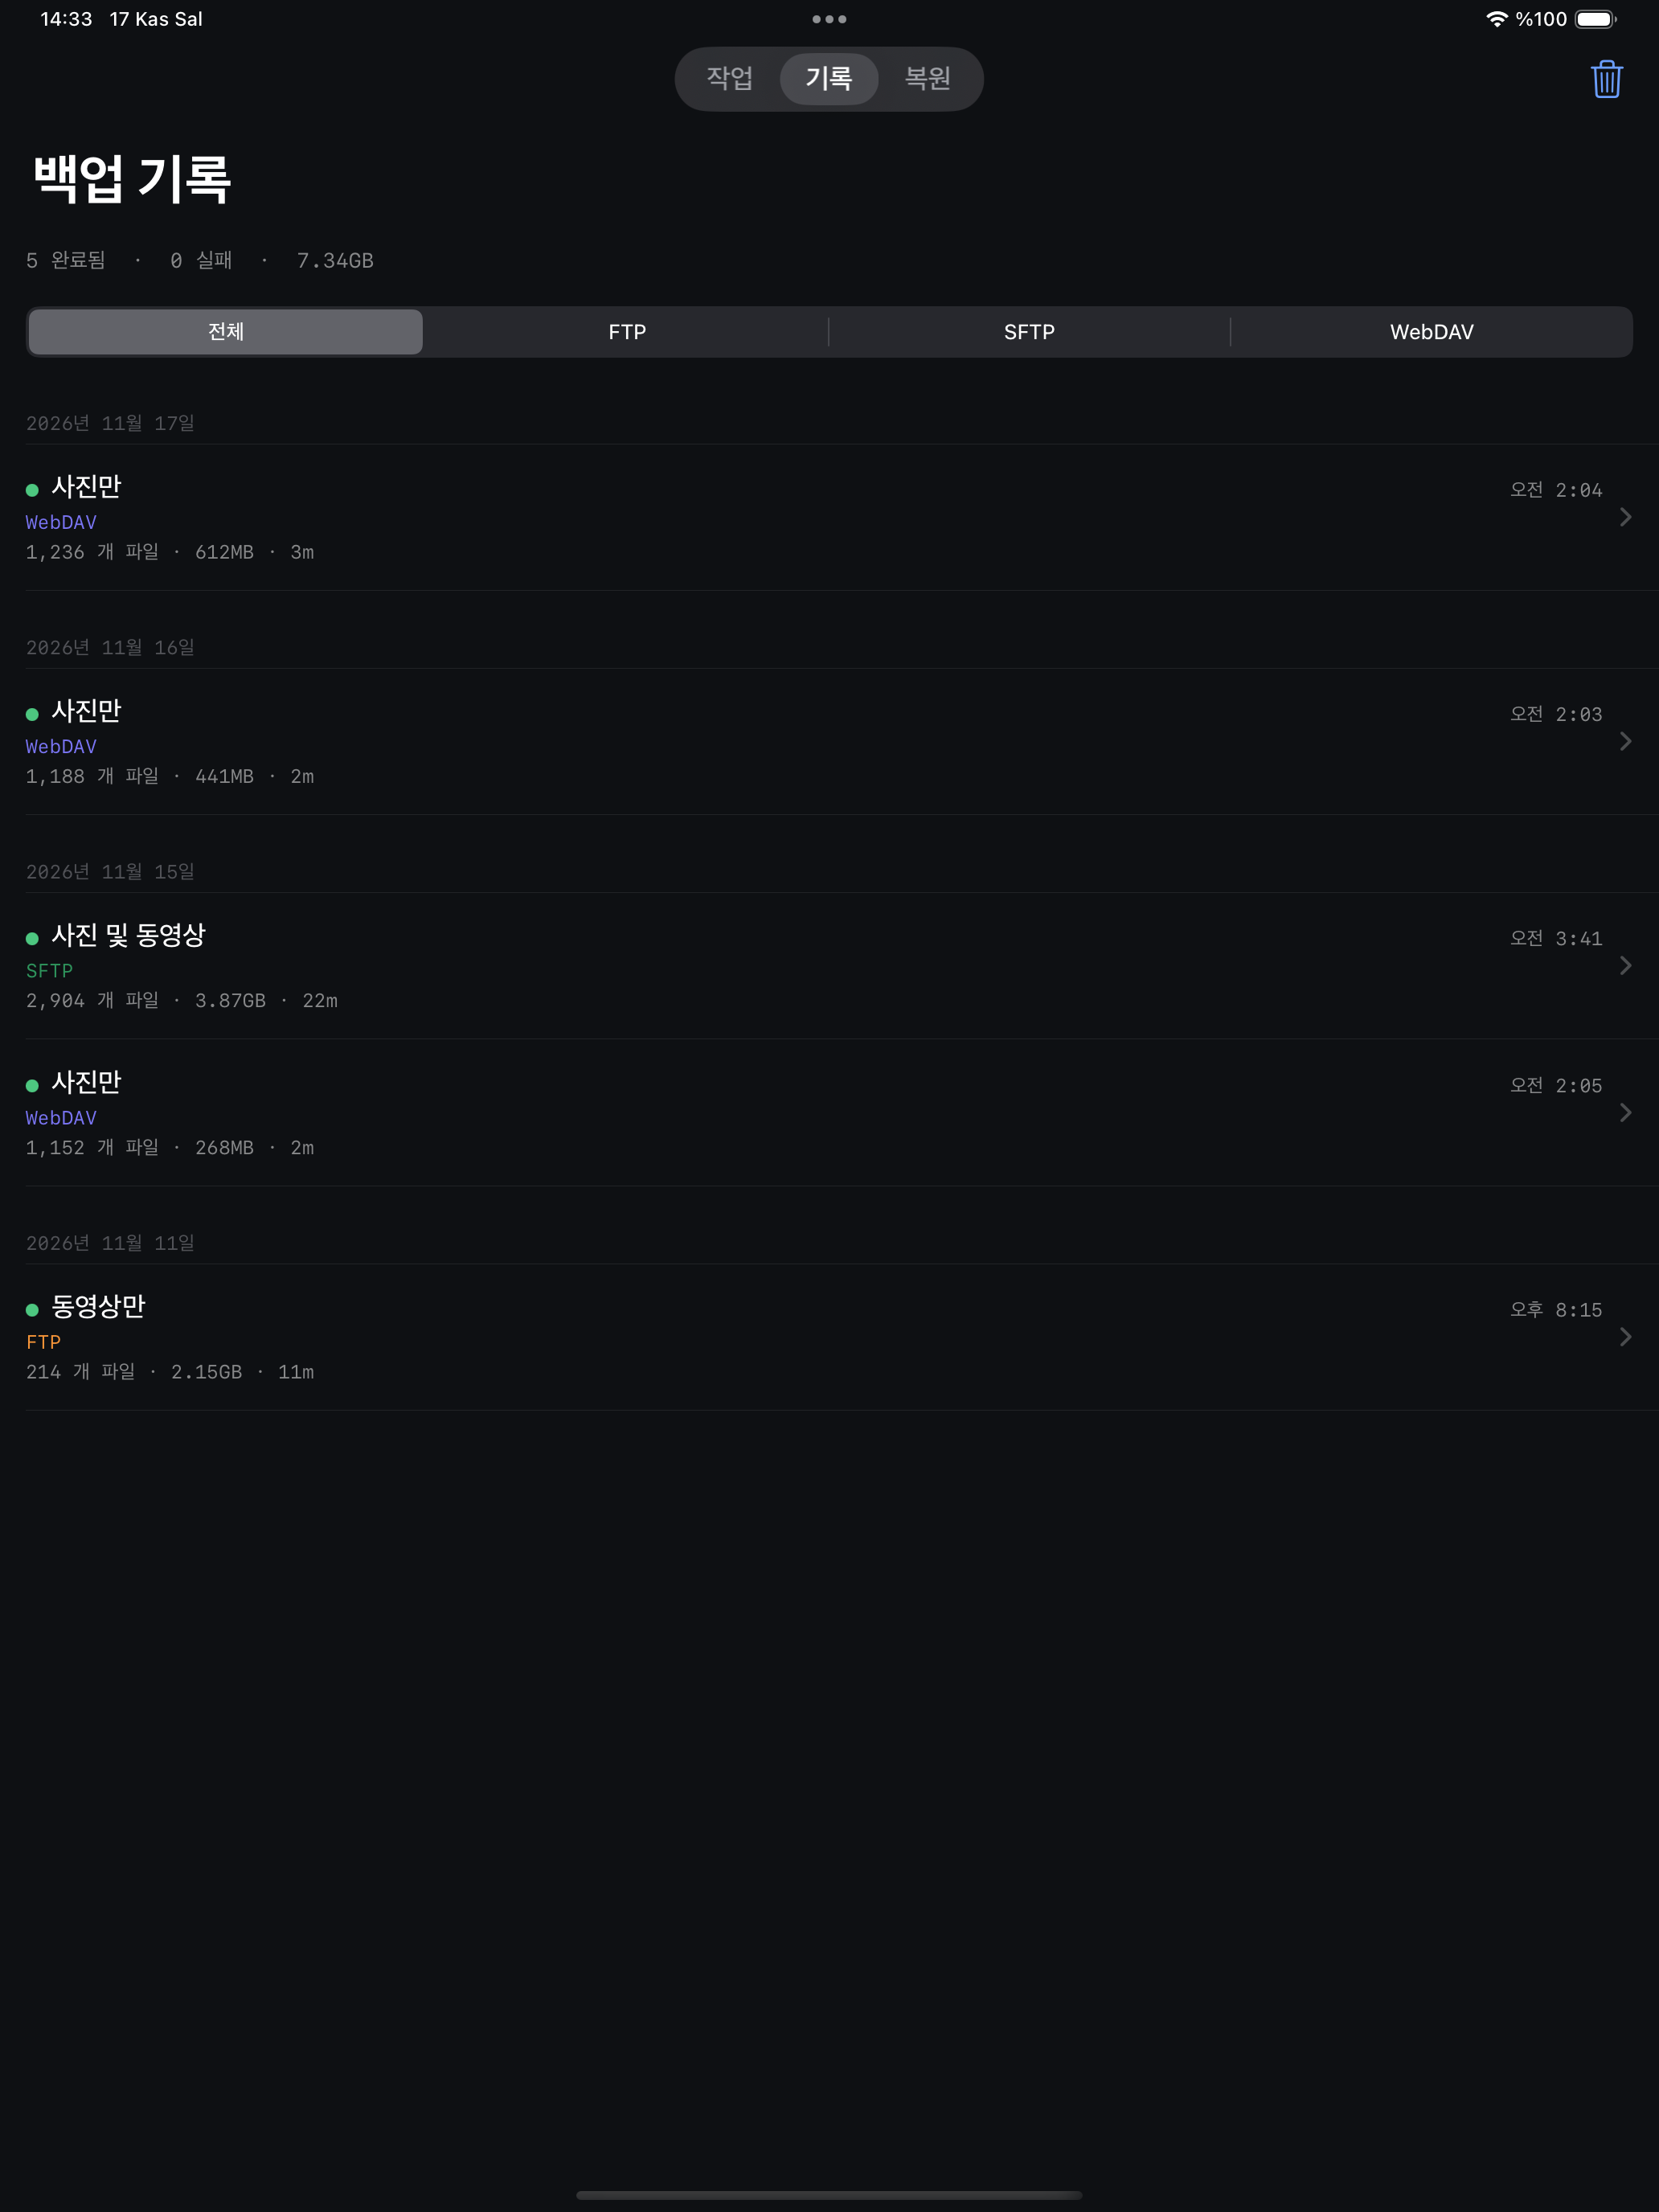 14:33 17 Kas Sal
%100
작업 기록 복원
백업 기록
5 완료됨 · 0 실패 · 7.34GB
전체 FTP SFTP WebDAV
2026년 11월 17일
사진만 오전 2:04
WebDAV
1,236 개 파일 · 612MB · 3m
2026년 11월 16일
사진만 오전 2:03
WebDAV
1,188 개 파일 · 441MB · 2m
2026년 11월 15일
사진 및 동영상 오전 3:41
SFTP
2,904 개 파일 · 3.87GB · 22m
사진만 오전 2:05
WebDAV
1,152 개 파일 · 268MB · 2m
2026년 11월 11일
동영상만 오후 8:15
FTP
214 개 파일 · 2.15GB · 11m